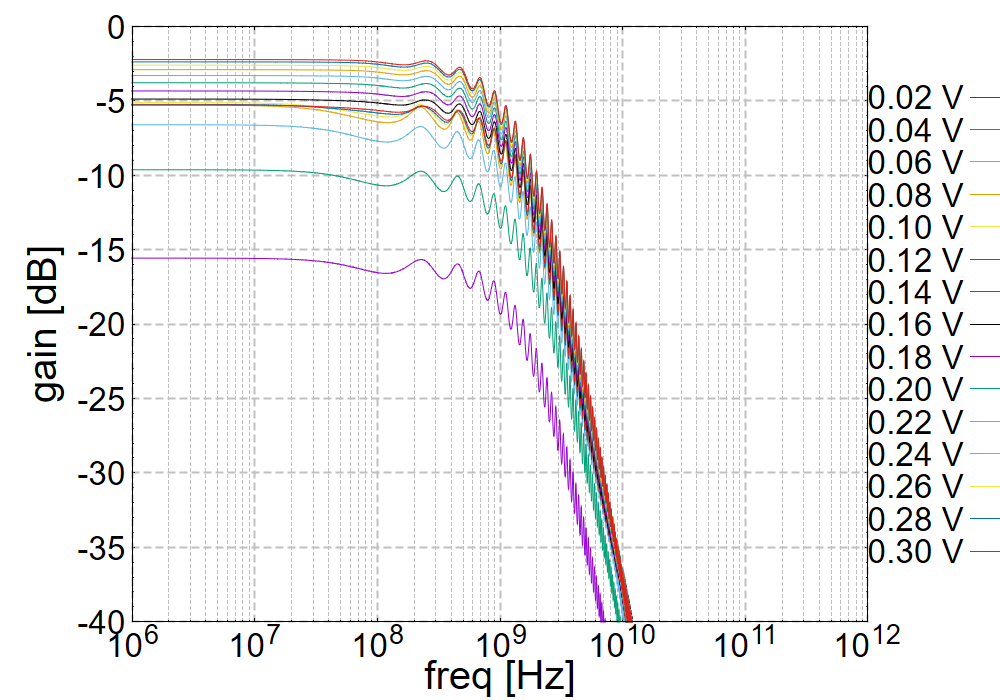 0
-5
-10
-15
-20
-25
-30
-35
-40
gain [dB]
10^6 10^7 10^8 10^9 10^10 10^11 10^12
freq [Hz]
0.02 V
0.04 V
0.06 V
0.08 V
0.10 V
0.12 V
0.14 V
0.16 V
0.18 V
0.20 V
0.22 V
0.24 V
0.26 V
0.28 V
0.30 V